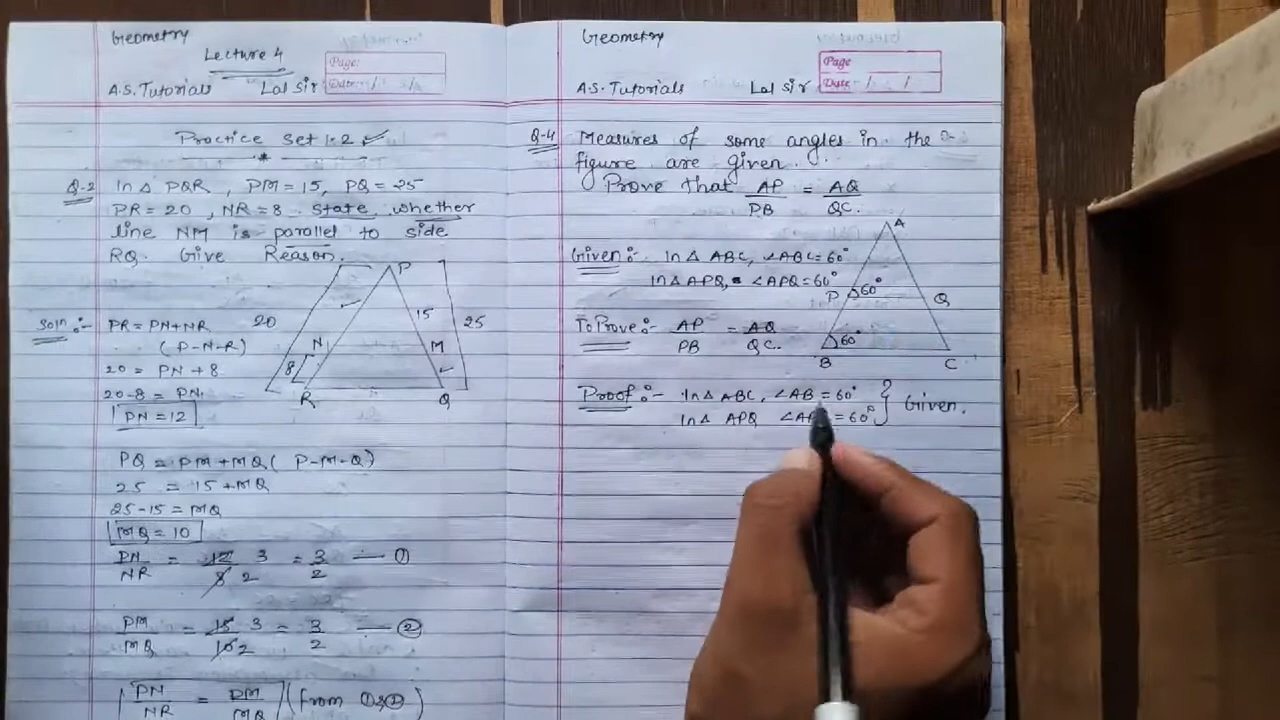 Geometry
Lecture 4
A.S. Tutorials Lal Sir
Page:
Date: / /
Practice Set 1.2 ✓
Q-2 In Δ PQR, PM = 15, PQ = 25
PR = 20, NR = 8. State, whether
line NM is parallel to side
RQ. Give Reason.
P
20
15
25
N
M
8
R
Q
Soln:- PR = PN + NR
(P-N-R)
20 = PN + 8
20 - 8 = PN
PN = 12
PQ = PM + MQ ( P-M-Q)
25 = 15 + MQ
25 - 15 = MQ
MQ = 10
PN/NR = 12/8 3/2 = 3/2 — ①
PM/MQ = 15/10 3/2 = 3/2 — ②
PN/NR = PM/MQ (from ①&②)
Geometry
A.S. Tutorials Lal Sir
Page
Date / /
Q-4 Measures of some angles in the
figure are given.
Prove that AP/PB = AQ/QC.
Given:- In Δ ABC, ∠ABC = 60°
In Δ APQ, ∠APQ = 60°
A
P 60°
Q
60°
B
C
To Prove:- AP/PB = AQ/QC.
Proof:- In Δ ABC, ∠AB = 60°
In Δ APQ ∠AP = 60° } Given.